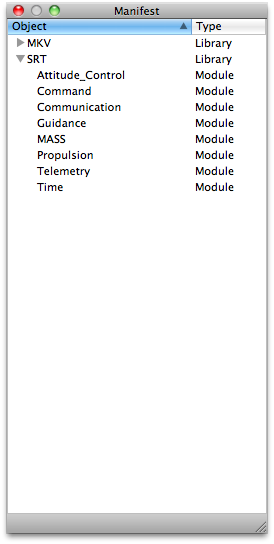 Manifest
Object Type
MKV Library
SRT Library
Attitude_Control Module
Command Module
Communication Module
Guidance Module
MASS Module
Propulsion Module
Telemetry Module
Time Module